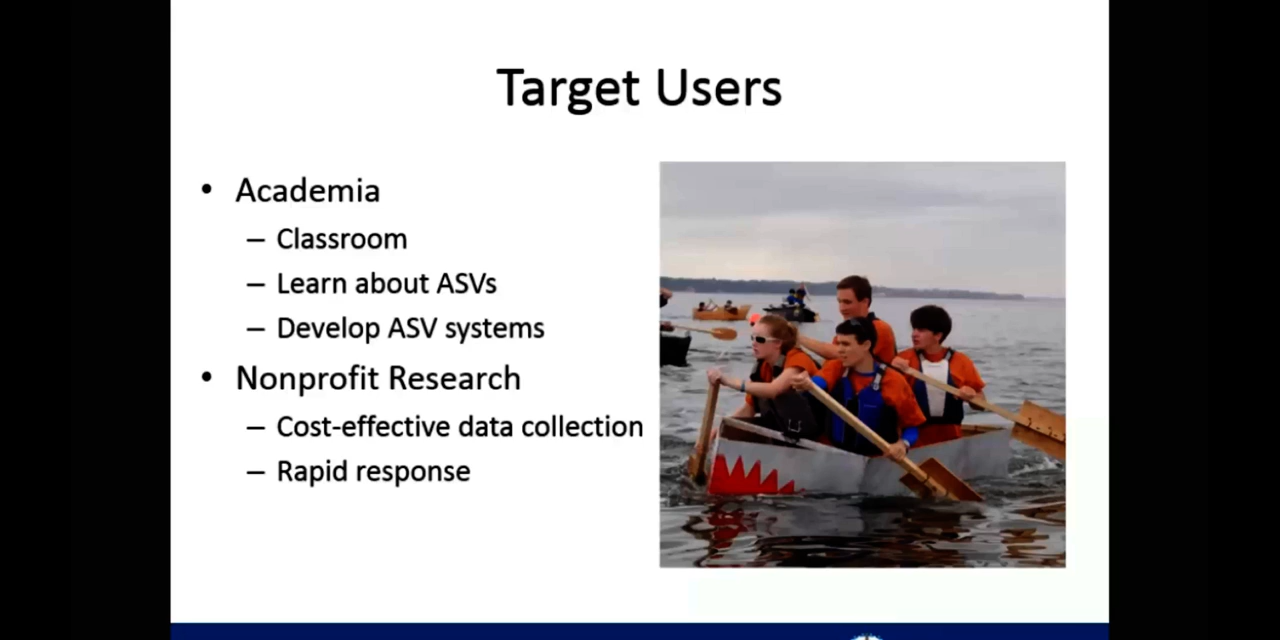 Target Users
• Academia
– Classroom
– Learn about ASVs
– Develop ASV systems
• Nonprofit Research
– Cost-effective data collection
– Rapid response